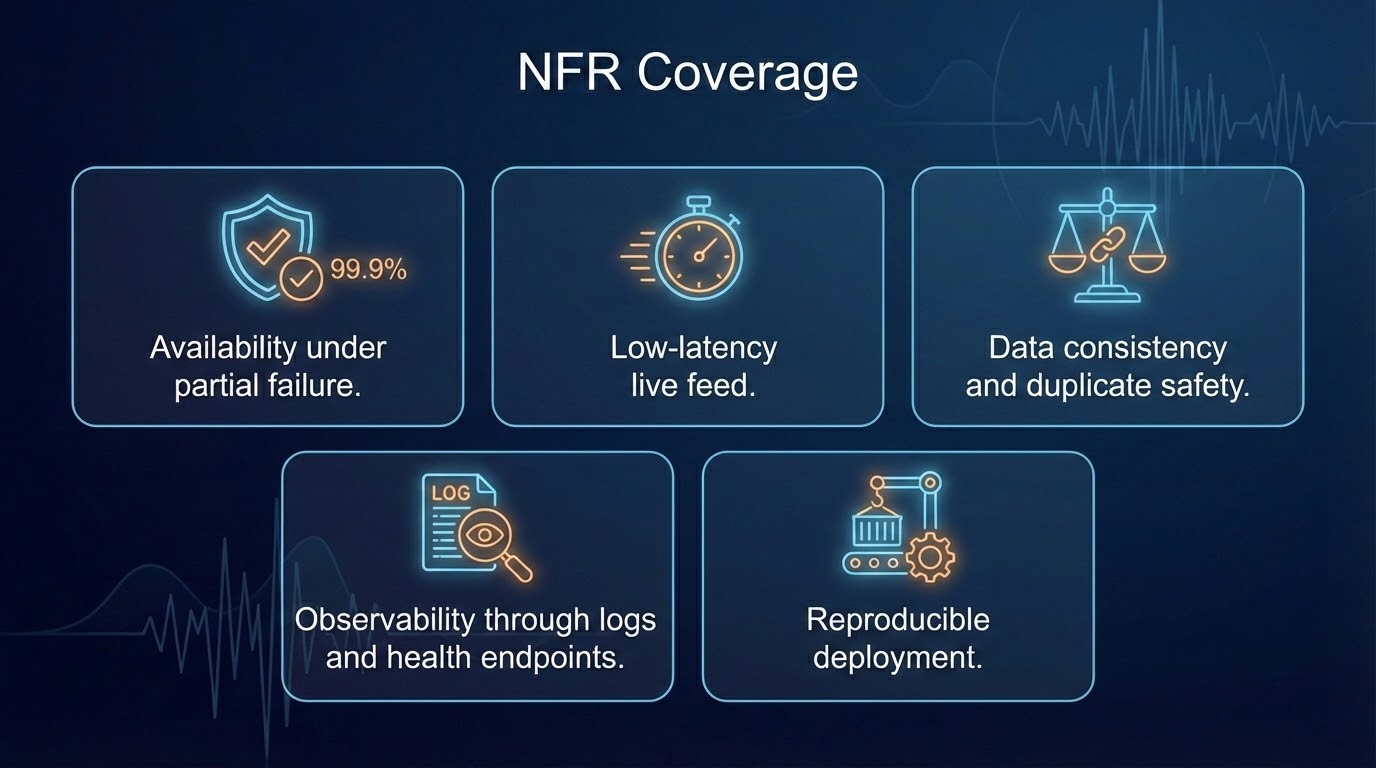 NFR Coverage
99.9%
Availability under
partial failure.
Low-latency
live feed.
Data consistency
and duplicate safety.
LOG
Observability through logs
and health endpoints.
Reproducible
deployment.